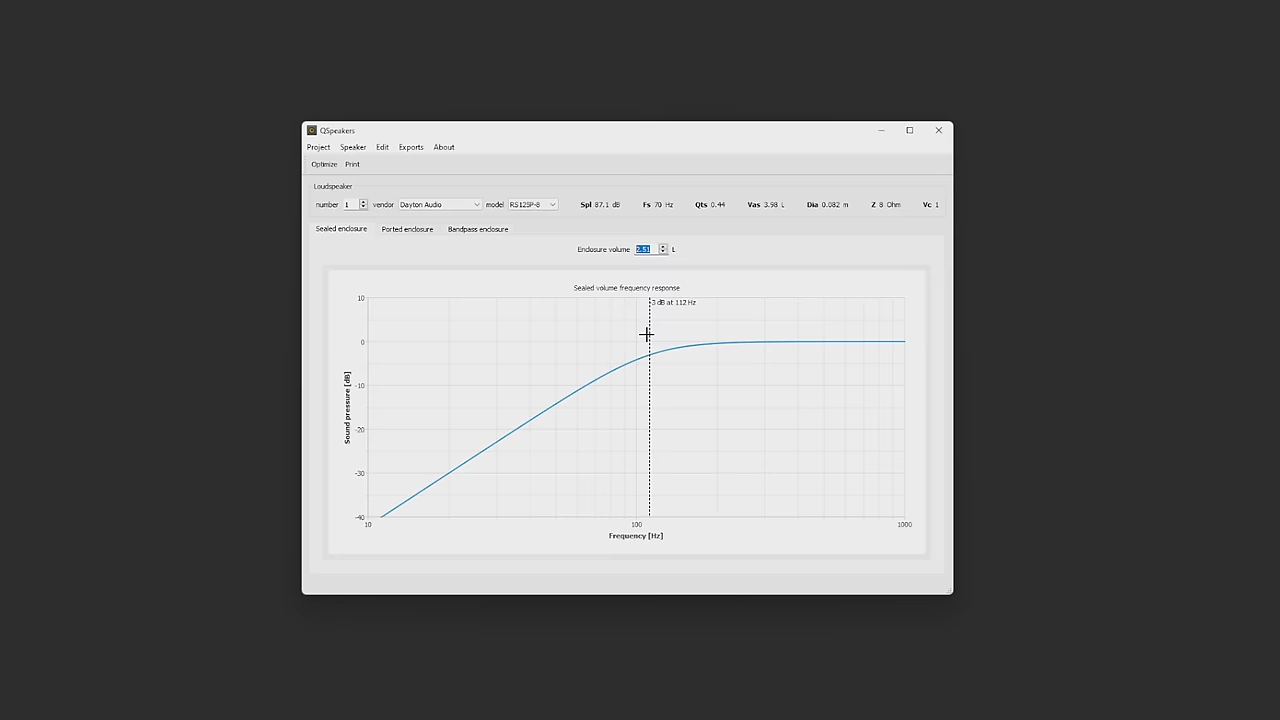 QSpeakers
Project Speaker Edit Exports About
Optimize Print
Loudspeaker
number 1 vendor Dayton Audio model RS125P-8 Spl 87.1 dB Fs 70 Hz Qts 0.44 Vas 3.98 L Dia 0.082 m Z 8 Ohm Vc 1
Sealed enclosure Ported enclosure Bandpass enclosure
Enclosure volume 2.51 L
Sealed volume frequency response
10
3 dB at 112 Hz
0
-10
-20
-30
-40
Sound pressure [dB]
10 100 1000
Frequency [Hz]